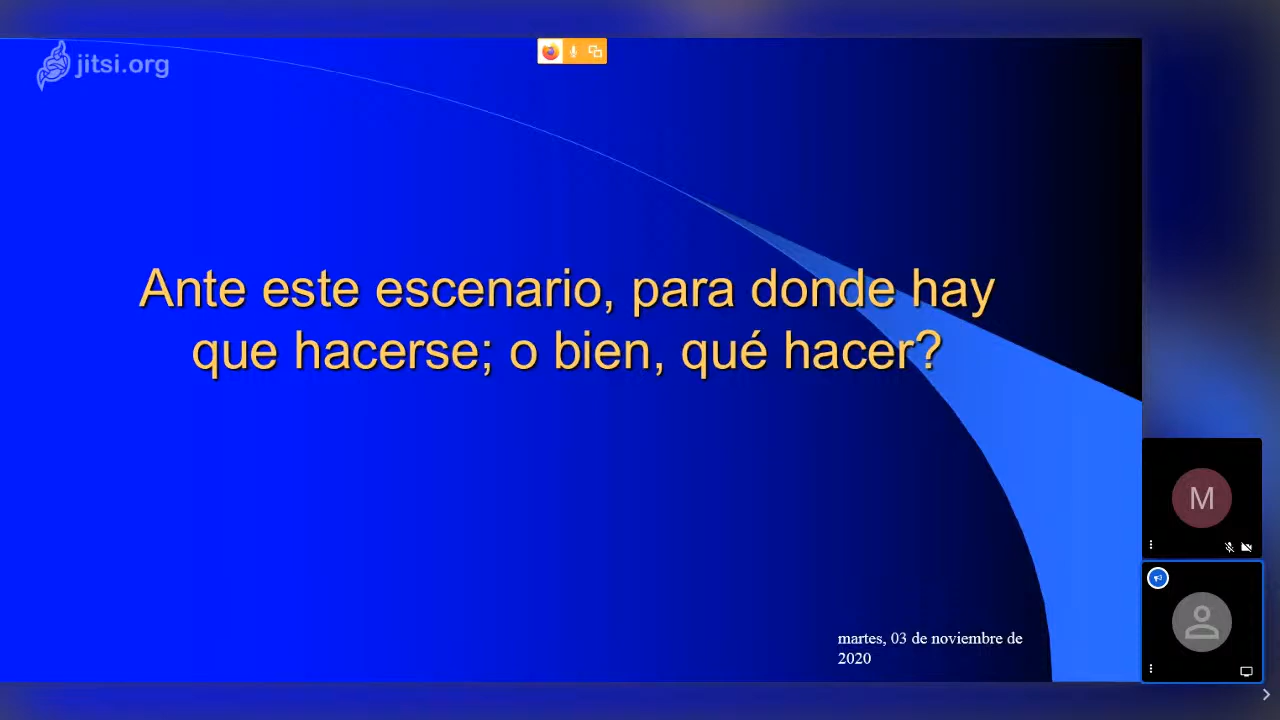 jitsi.org
Ante este escenario, para donde hay
que hacerse; o bien, qué hacer?
M
martes, 03 de noviembre de
2020